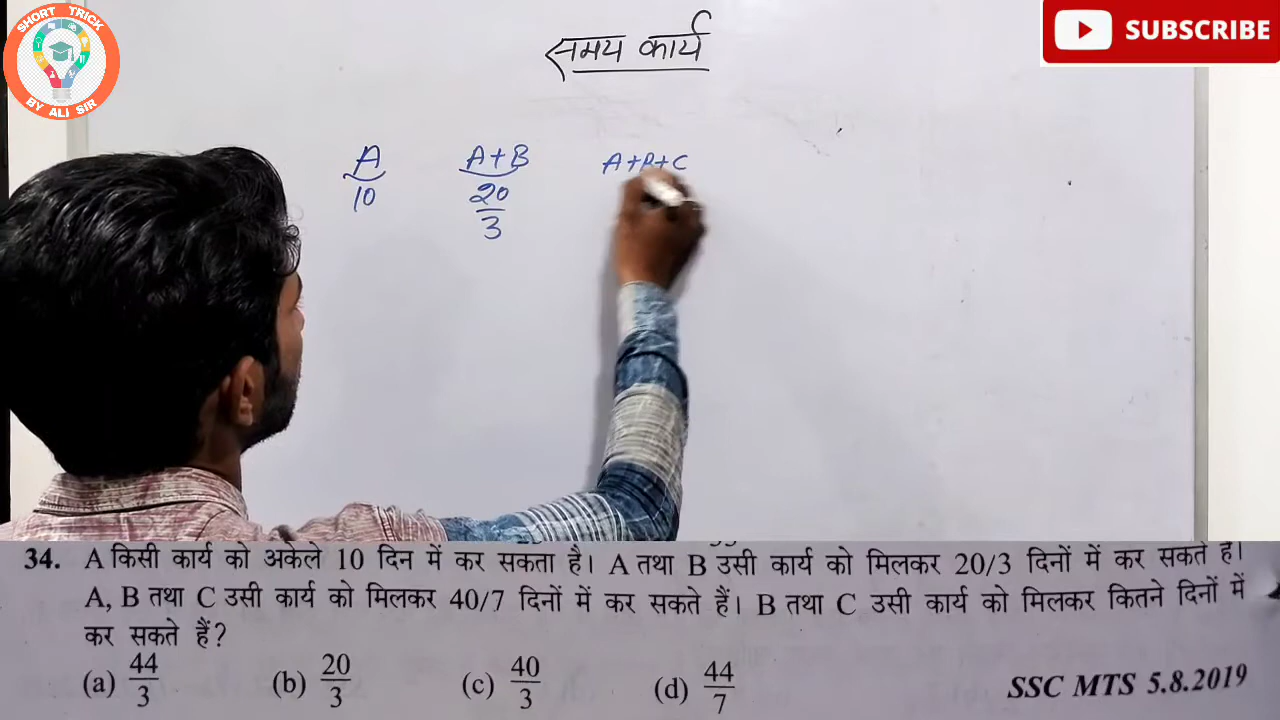 SHORT TRICK
BY ALI SIR
SUBSCRIBE
समय कार्य
A A+B A+B+C
10 20/3
34. A किसी कार्य को अकेले 10 दिन में कर सकता है। A तथा B उसी कार्य को मिलकर 20/3 दिनों में कर सकते हैं।
A, B तथा C उसी कार्य को मिलकर 40/7 दिनों में कर सकते हैं। B तथा C उसी कार्य को मिलकर कितने दिनों में
कर सकते हैं?
(a) 44/3 (b) 20/3 (c) 40/3 (d) 44/7
SSC MTS 5.8.2019